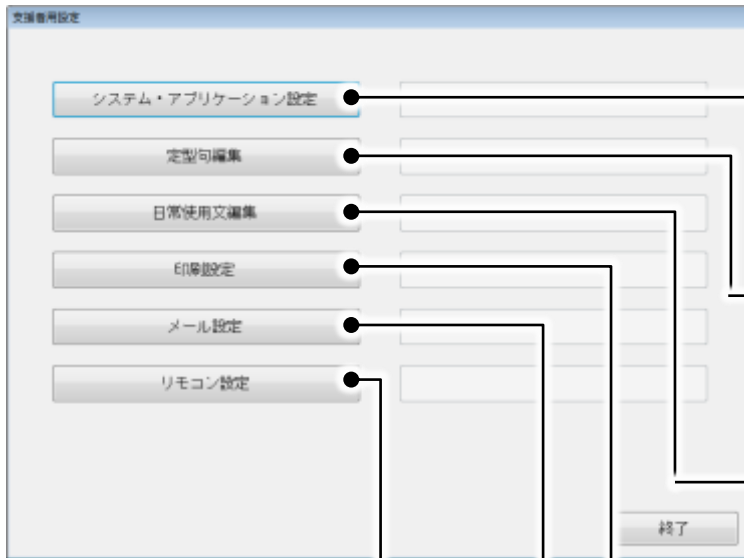 支援者用設定
システム・アプリケーション設定
定型句編集
日常使用文編集
印刷設定
メール設定
リモコン設定
終了